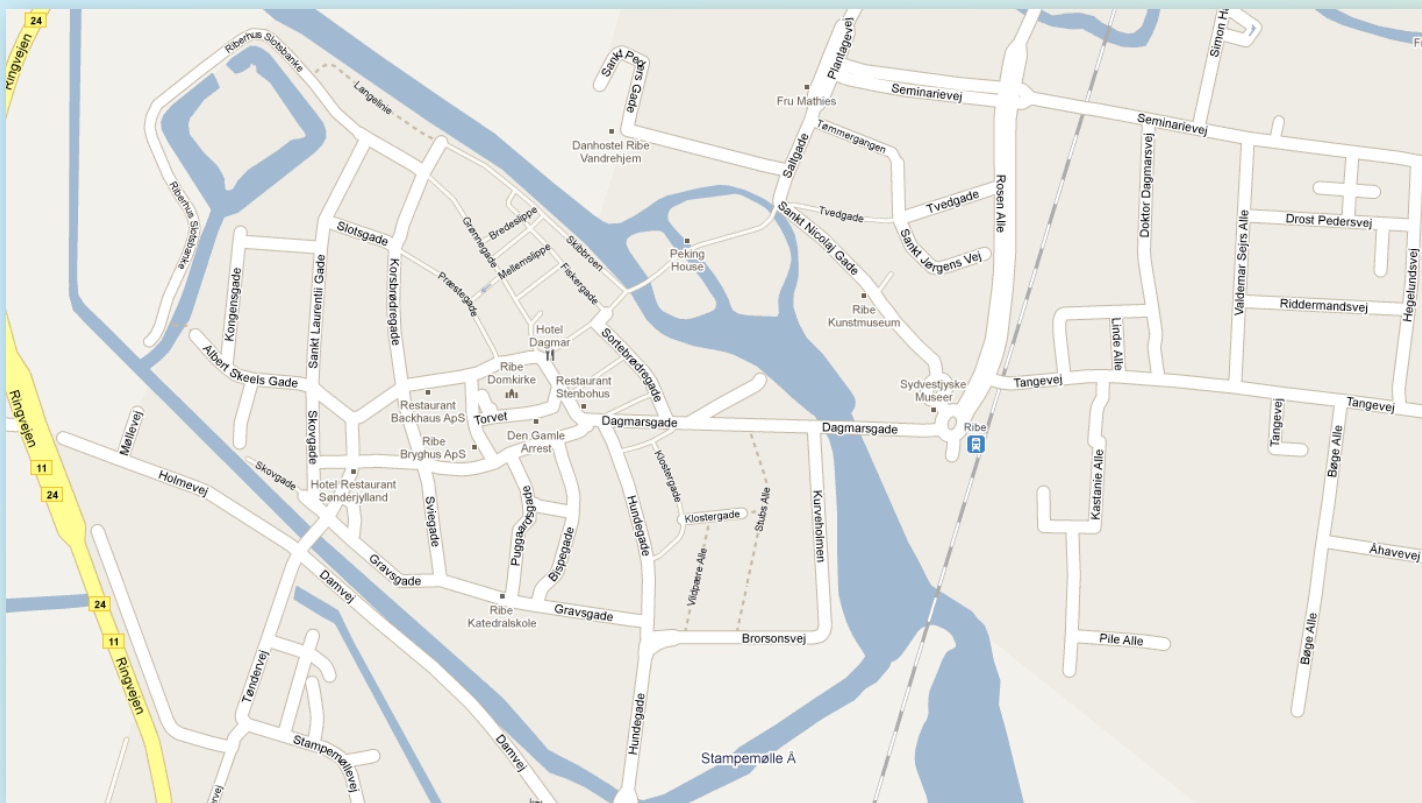 24
Ringvejen
Riberhus Slotsbanke
Langelinie
Sankt Peders Gade
Plantagevej
Simon Ha
Fru Mathies
Seminarievej
Seminarievej
Tømmergangen
Danhostel Ribe
Vandrehjem
Saltgade
Rosen Alle
Doktor Dagmarsvej
Valdemar Sejrs Alle
Drost Pedersvej
Hegelundsvej
Riddermandsvej
Tvedgade
Tvedgade
Sankt Nicolaj Gade
Sankt Jørgens Vej
Riberhus Slotsbanke
Slotsgade
Grønnegade
Bredeslippe
Mellemslippe
Skibbroen
Fiskergade
Præstegade
Peking
House
Ribe
Kunstmuseum
Kongensgade
Sankt Laurentii Gade
Korsbrødregade
Hotel
Dagmar
Sortebrødregade
Linde Alle
Albert Skeels Gade
Ribe
Domkirke
Restaurant
Stenbohus
Sydvestjyske
Museer
Tangevej
Tangevej
Tangevej
Bøge Alle
Ringvejen
Møllevej
Skovgade
Restaurant
Backhaus ApS
Torvet
Den Gamle
Arrest
Dagmarsgade
Dagmarsgade
Ribe
Ribe
Bryghus ApS
11
24
Holmevej
Skovgade
Hotel Restaurant
Sønderjylland
Sviegade
Puggaardsgade
Bispegade
Hundegade
Klostergade
Klostergade
Stubs Alle
Kurveholmen
Kastanie Alle
Åhavevej
Gravsgade
Damvej
Vildpære Alle
Ribe
Katedralskole
Gravsgade
Brorsonsvej
Pile Alle
Bøge Alle
24
11
Ringvejen
Tøndervej
Stampemøllevej
Damvej
Hundegade
Stampemølle Å